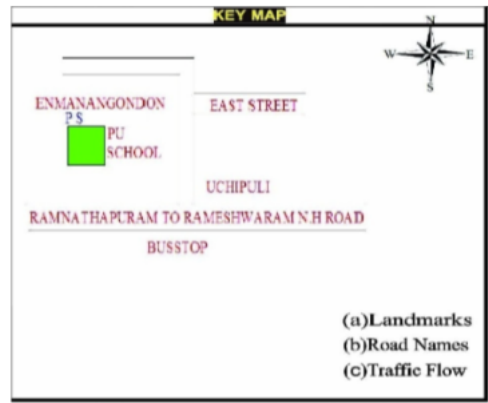 KEY MAP
N
W E
S
ENMANANGONDON
EAST STREET
P S
PU
SCHOOL
UCHIPULI
RAMNATHAPURAM TO RAMESHWARAM N.H ROAD
BUSSTOP
(a)Landmarks
(b)Road Names
(c)Traffic Flow